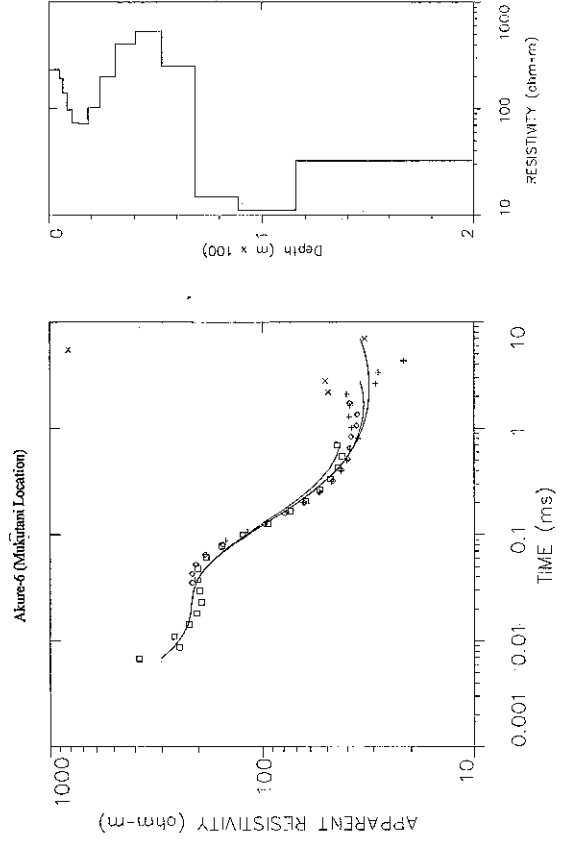 Akure-6 (Mukurtani Location)
APPARENT RESISTIVITY (ohm-m)
1000
100
10
0.001
0.01
0.1
1
10
TIME (ms)
Depth (m x 100)
0
1
2
10
100
1000
RESISTIVITY (ohm-m)